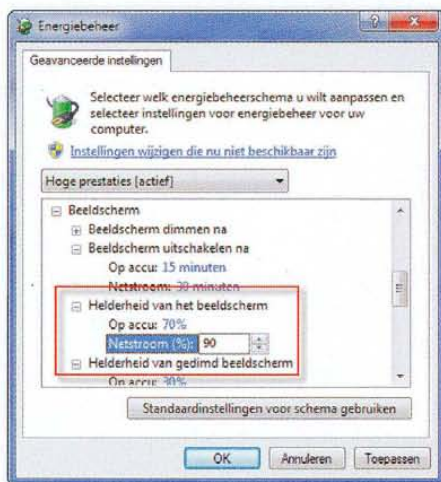 Energiebeheer
Geavanceerde instellingen
Selecteer welk energiebeheerschema u wilt aanpassen en
selecteer instellingen voor energiebeheer voor uw
computer.
Instellingen wijzigen die nu niet beschikbaar zijn
Hoge prestaties [actief]
Beeldscherm
Beeldscherm dimmen na
Beeldscherm uitschakelen na
Op accu: 15 minuten
Netstroom: 30 minuten
Helderheid van het beeldscherm
Op accu: 70%
Netstroom (%): 90
Helderheid van gedimd beeldscherm
Op accu: 30%
Standaardinstellingen voor schema gebruiken
OK Annuleren Toepassen